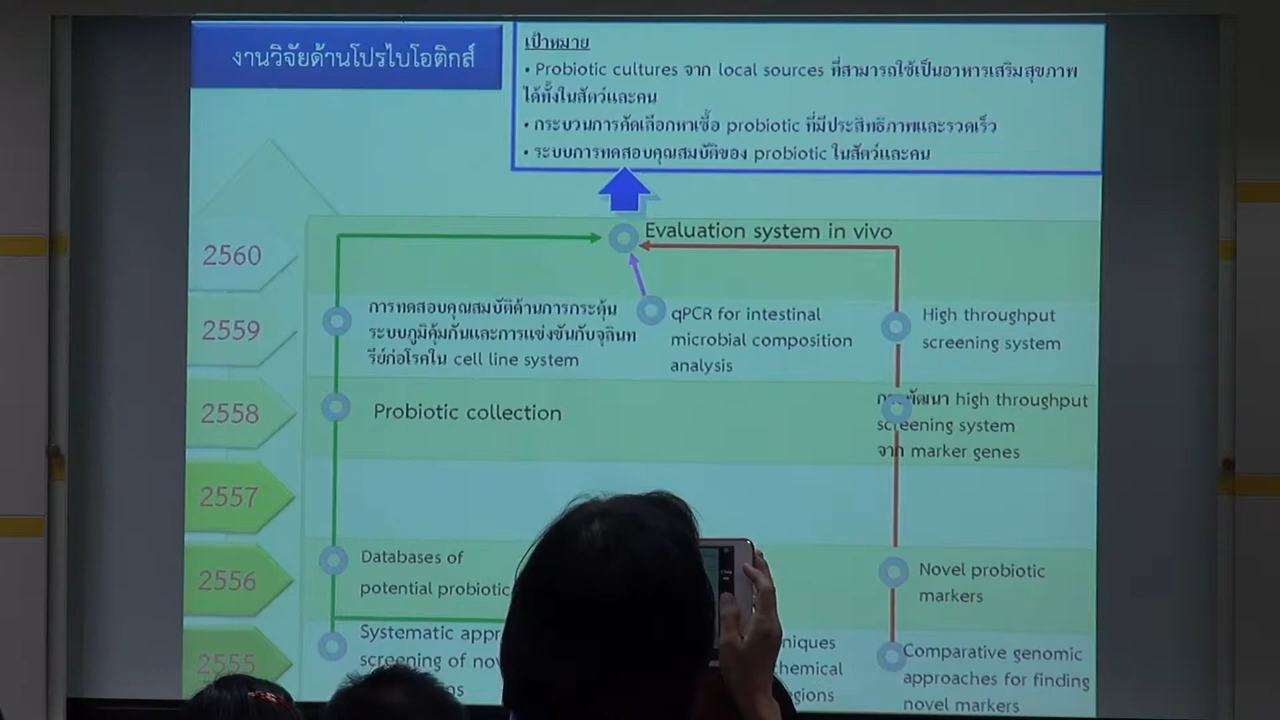 งานวิจัยด้านโปรไบโอติกส์
เป้าหมาย
• Probiotic cultures จาก local sources ที่สามารถใช้เป็นอาหารเสริมสุขภาพ
ได้ทั้งในสัตว์และคน
• กระบวนการคัดเลือกหาเชื้อ probiotic ที่มีประสิทธิภาพและรวดเร็ว
• ระบบการทดสอบคุณสมบัติของ probiotic ในสัตว์และคน
Evaluation system in vivo
2560
2559
การทดสอบคุณสมบัติด้านการกระตุ้น
ระบบภูมิคุ้มกันและการแข่งขันกับจุลินท
รีย์ก่อโรคใน cell line system
qPCR for intestinal
microbial composition
analysis
High throughput
screening system
2558
Probiotic collection
การพัฒนา high throughput
screening system
จาก marker genes
2557
2556
Databases of
potential probiotic
Novel probiotic
markers
2555
Systematic
screening of
Comparative genomic
approaches for finding
novel markers